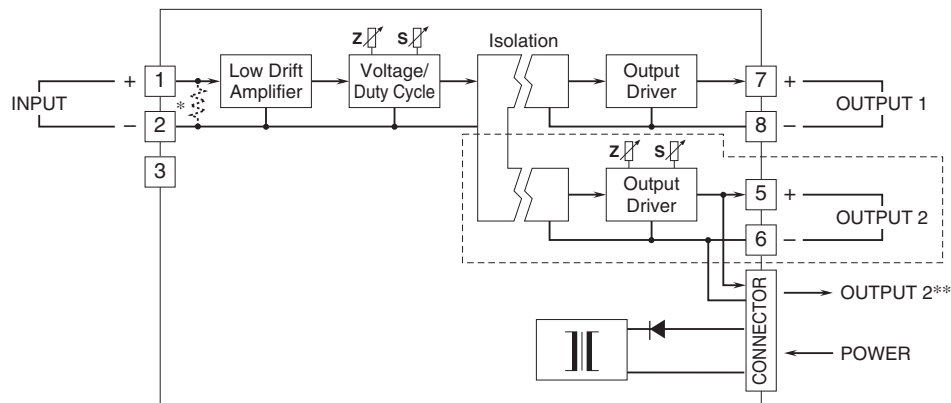 Isolation
Z S
INPUT
+ 1
Low Drift
Amplifier
Voltage/
Duty Cycle
Output
Driver
7 +
OUTPUT 1
*
− 2
8 −
3
Z S
Output
Driver
5 +
OUTPUT 2
6 −
CONNECTOR
OUTPUT 2**
POWER